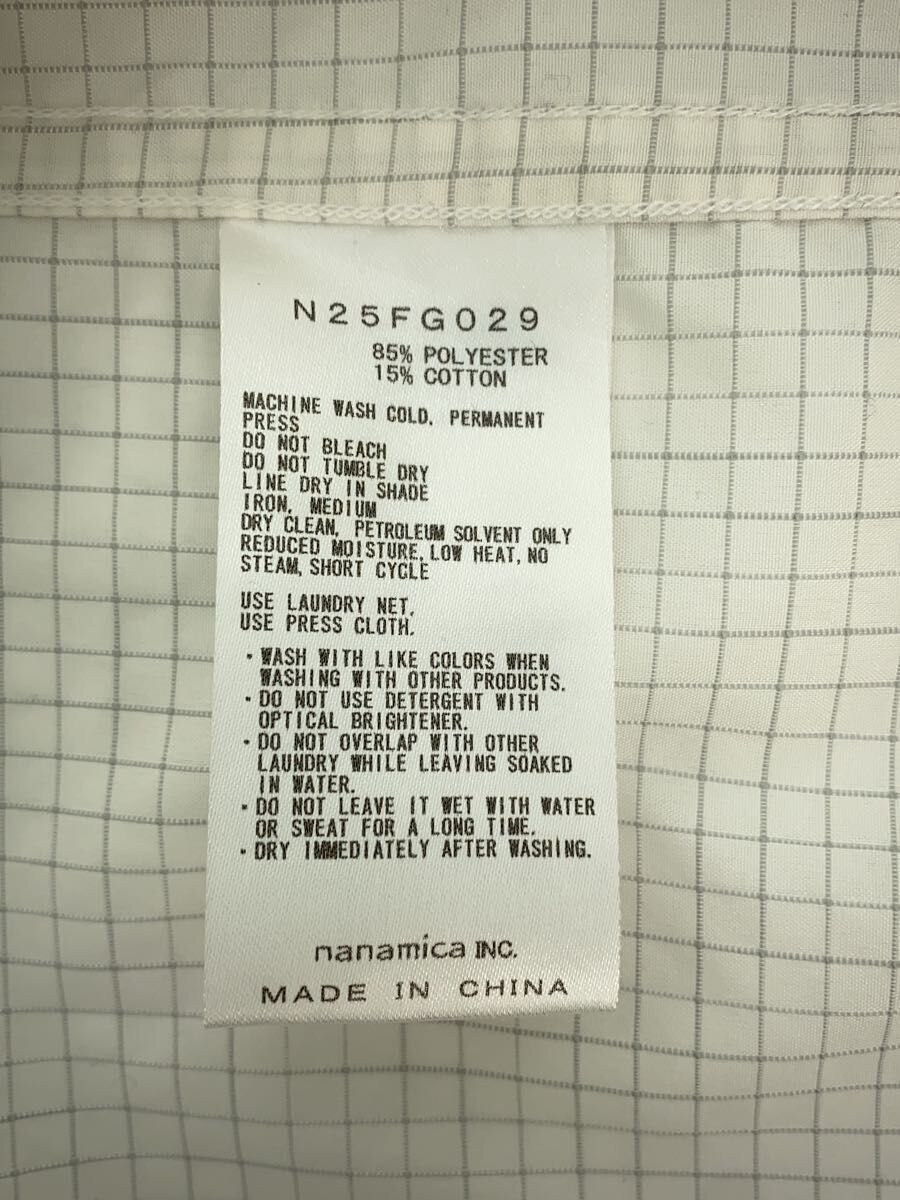 N25FG029
85% POLYESTER
15% COTTON
MACHINE WASH COLD. PERMANENT
PRESS
DO NOT BLEACH
DO NOT TUMBLE DRY
LINE DRY IN SHADE
IRON, MEDIUM
DRY CLEAN, PETROLEUM SOLVENT ONLY
REDUCED MOISTURE, LOW HEAT, NO
STEAM, SHORT CYCLE
USE LAUNDRY NET.
USE PRESS CLOTH.
・WASH WITH LIKE COLORS WHEN
WASHING WITH OTHER PRODUCTS.
・DO NOT USE DETERGENT WITH
OPTICAL BRIGHTENER.
・DO NOT OVERLAP WITH OTHER
LAUNDRY WHILE LEAVING SOAKED
IN WATER.
・DO NOT LEAVE IT WET WITH WATER
OR SWEAT FOR A LONG TIME.
・DRY IMMEDIATELY AFTER WASHING.
nanamica INC.
MADE IN CHINA